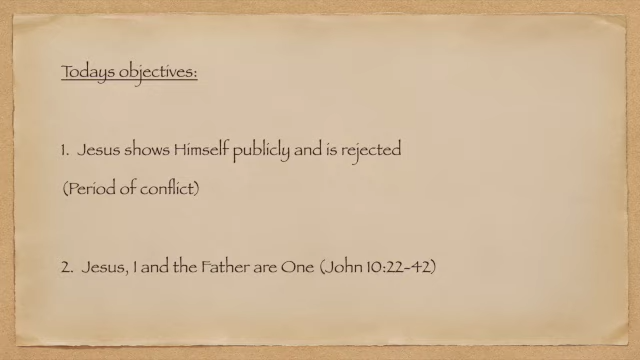 Todays objectives:
1. Jesus shows Himself publicly and is rejected
(Period of conflict)
2. Jesus, I and the Father are One (John 10:22-42)